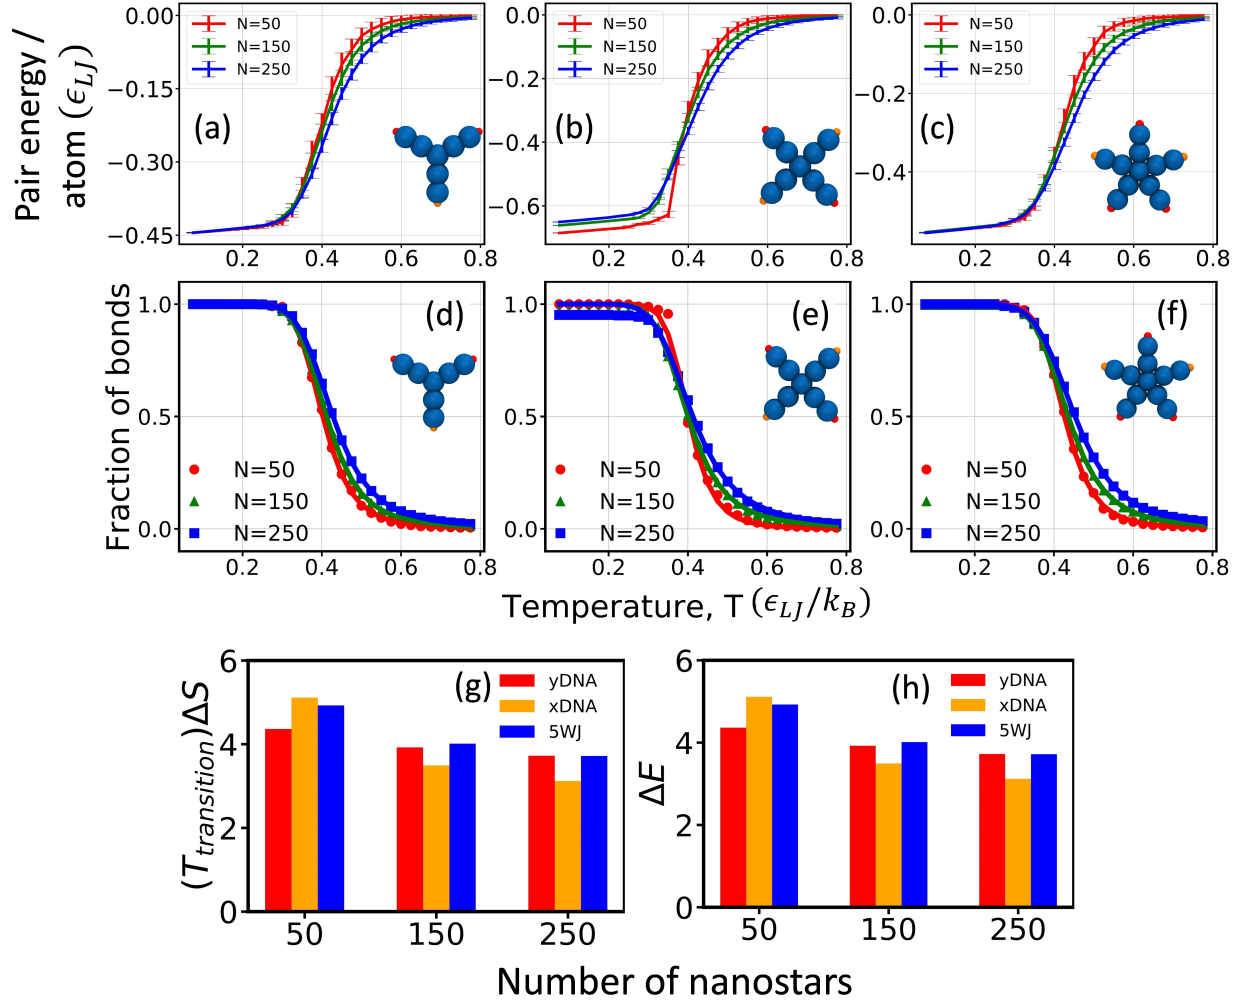 Pair energy /
atom (ϵ_{LJ})
0.00
−0.15
−0.30
−0.45
N=50
N=150
N=250
(a)
0.2 0.4 0.6 0.8
0.0
−0.2
−0.4
−0.6
N=50
N=150
N=250
(b)
0.2 0.4 0.6 0.8
0.0
−0.2
−0.4
N=50
N=150
N=250
(c)
0.2 0.4 0.6 0.8
Fraction of bonds
1.0
0.5
0.0
(d)
N=50
N=150
N=250
0.2 0.4 0.6 0.8
1.0
0.5
0.0
(e)
N=50
N=150
N=250
0.2 0.4 0.6 0.8
1.0
0.5
0.0
(f)
N=50
N=150
N=250
0.2 0.4 0.6 0.8
Temperature, T (ϵ_{LJ}/k_B)
(T_{transition})ΔS
6
4
2
0
(g)
yDNA
xDNA
5WJ
50 150 250
ΔE
6
4
2
0
(h)
yDNA
xDNA
5WJ
50 150 250
Number of nanostars